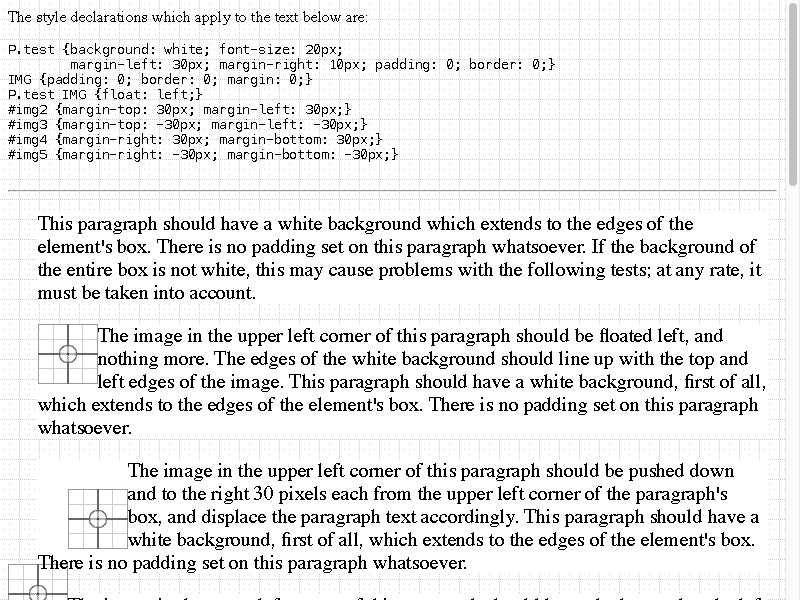 The style declarations which apply to the text below are:
P.test {background: white; font-size: 20px;
margin-left: 30px; margin-right: 10px; padding: 0; border: 0;}
IMG {padding: 0; border: 0; margin: 0;}
P.test IMG {float: left;}
#img2 {margin-top: 30px; margin-left: 30px;}
#img3 {margin-top: -30px; margin-left: -30px;}
#img4 {margin-right: 30px; margin-bottom: 30px;}
#img5 {margin-right: -30px; margin-bottom: -30px;}
This paragraph should have a white background which extends to the edges of the
element's box. There is no padding set on this paragraph whatsoever. If the background of
the entire box is not white, this may cause problems with the following tests; at any rate, it
must be taken into account.
The image in the upper left corner of this paragraph should be floated left, and
nothing more. The edges of the white background should line up with the top and
left edges of the image. This paragraph should have a white background, first of all,
which extends to the edges of the element's box. There is no padding set on this paragraph
whatsoever.
The image in the upper left corner of this paragraph should be pushed down
and to the right 30 pixels each from the upper left corner of the paragraph's
box, and displace the paragraph text accordingly. This paragraph should have a
white background, first of all, which extends to the edges of the element's box.
There is no padding set on this paragraph whatsoever.